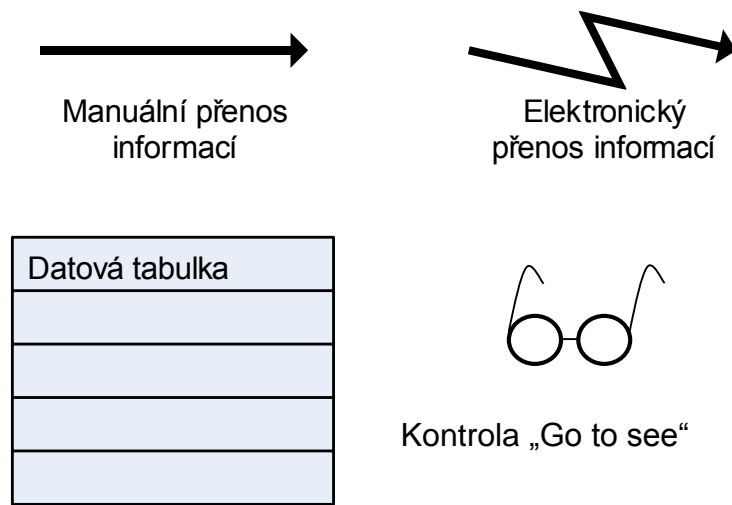 Manuální přenos
informací
Elektronický
přenos informací
Datová tabulka
Kontrola „Go to see“